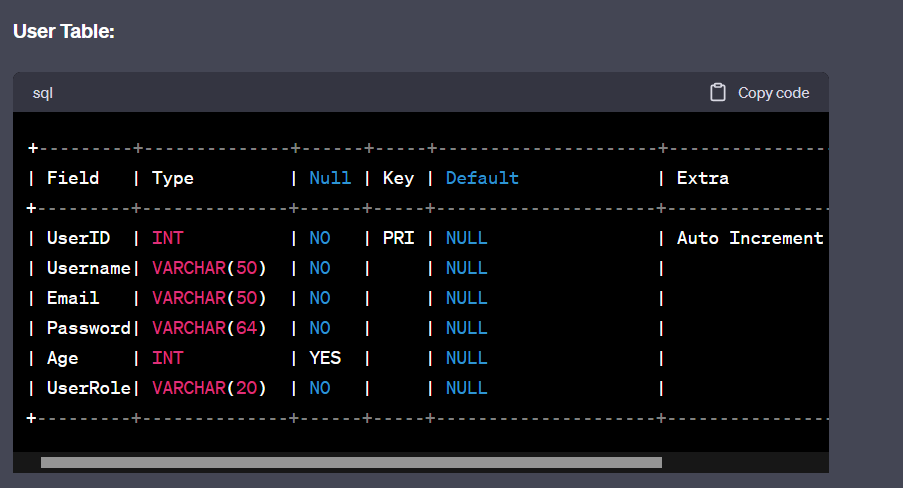 User Table:
sql Copy code
+---------+--------------+------+-----+---------------------+----------------
| Field   | Type         | Null | Key | Default             | Extra
+---------+--------------+------+-----+---------------------+----------------
| UserID  | INT          | NO   | PRI | NULL                | Auto Increment
| Username| VARCHAR(50)  | NO   |     | NULL                |
| Email   | VARCHAR(50)  | NO   |     | NULL                |
| Password| VARCHAR(64)  | NO   |     | NULL                |
| Age     | INT          | YES  |     | NULL                |
| UserRole| VARCHAR(20)  | NO   |     | NULL                |
+---------+--------------+------+-----+---------------------+----------------